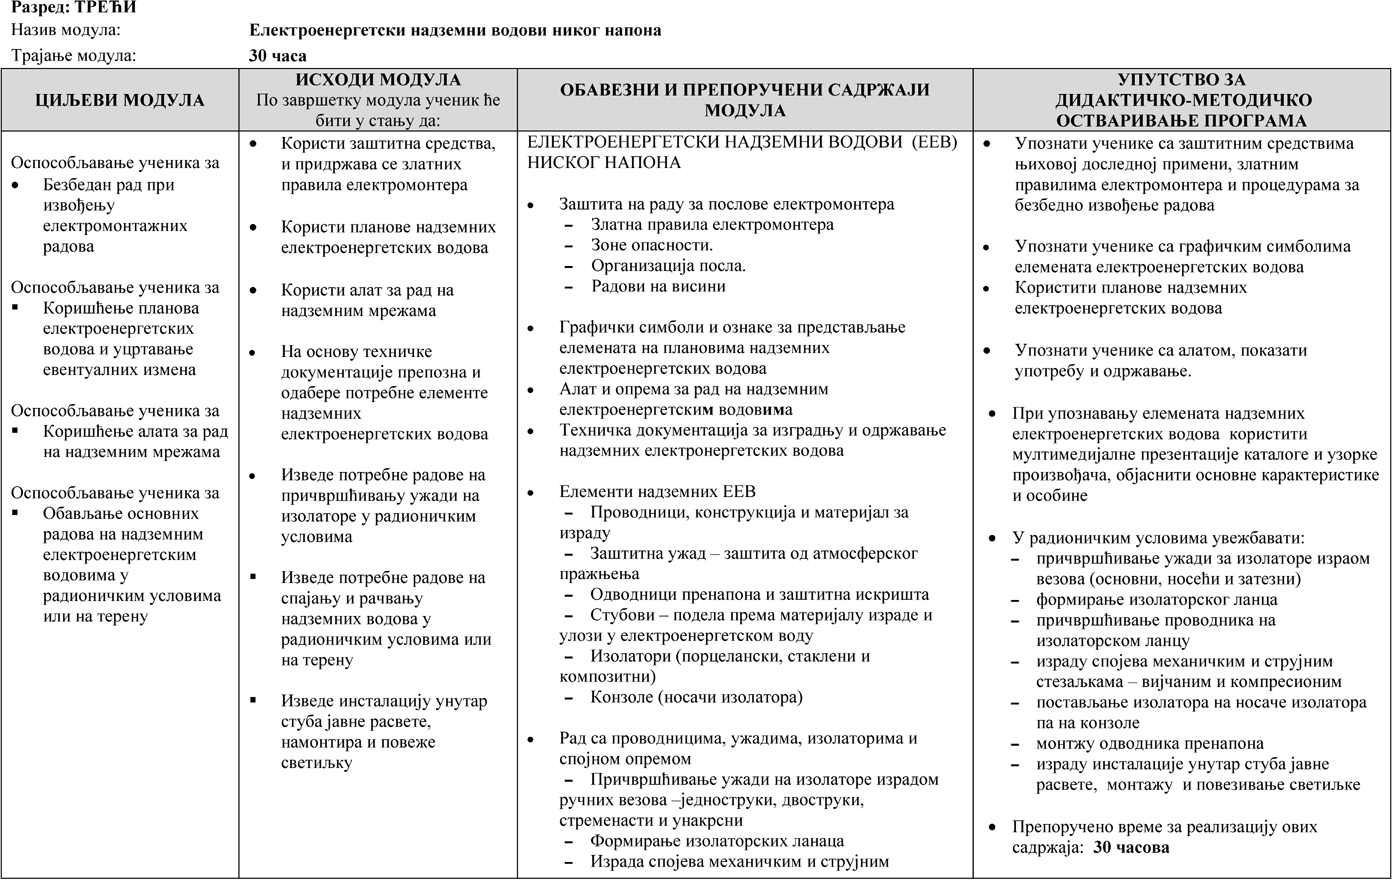 Разред: ТРЕЋИ
Назив модула: Електроенергетски надземни водови никог напона
Трајање модула: 30 часа
ЦИЉЕВИ МОДУЛА
Оспособљавање ученика за
• Безбедан рад при
извођењу
електромонтажних
радова
Оспособљавање ученика за
▪ Коришћење планова
електроенергетских
водова и уцртавање
евентуалних измена
Оспособљавање ученика за
▪ Коришћење алата за рад
на надземним мрежама
Оспособљавање ученика за
▪ Обављање основних
радова на надземним
електроенергетским
водовима у
радионичким условима
или на терену
ИСХОДИ МОДУЛА
По завршетку модула ученик ће
бити у стању да:
• Користи заштитна средства,
и придржава се златних
правила електромонтера
• Користи планове надземних
електроенергетских водова
• Користи алат за рад на
надземним мрежама
• На основу техничке
документације препозна и
одабере потребне елементе
надземних
електроенергетских водова
• Изведе потребне радове на
причвршћивању ужади на
изолаторе у радионичким
условима
▪ Изведе потребне радове на
спајању и рачвању
надземних водова у
радионичким условима или
на терену
▪ Изведе инсталацију унутар
стуба јавне расвете,
намонтира и повеже
светиљку
ОБАВЕЗНИ И ПРЕПОРУЧЕНИ САДРЖАЈИ
МОДУЛА
ЕЛЕКТРОЕНЕРГЕТСКИ НАДЗЕМНИ ВОДОВИ (ЕЕВ)
НИСКОГ НАПОНА
• Заштита на раду за послове електромонтера
– Златна правила електромонтера
– Зоне опасности.
– Организација посла.
– Радови на висини
• Графички симболи и ознаке за представљање
елемената на плановима надземних
електроенергетских водова
• Алат и опрема за рад на надземним
електроенергетским водовима
• Техничка документација за изградњу и одржавање
надземних електронергетских водова
• Елементи надземних ЕЕВ
– Проводници, конструкција и материјал за
израду
– Заштитна ужад – заштита од атмосферског
пражњења
– Одводници пренапона и заштитна искришта
– Стубови – подела према материјалу израде и
улози у електроенергетском воду
– Изолатори (порцелански, стаклени и
композитни)
– Конзоле (носачи изолатора)
• Рад са проводницима, ужадима, изолаторима и
спојном опремом
– Причвршћивање ужади на изолаторе израдом
ручних везова –једноструки, двоструки,
стременасти и унакрсни
– Формирање изолаторских ланаца
– Израда спојева механичким и струјним
УПУТСТВО ЗА
ДИДАКТИЧКО-МЕТОДИЧКО
ОСТВАРИВАЊЕ ПРОГРАМА
• Упознати ученике са заштитним средствима
њиховој доследној примени, златним
правилима електромонтера и процедурама за
безбедно извођење радова
• Упознати ученике са графичким симболима
елемената електроенергетских водова
• Користити планове надземних
електроенергетских водова
• Упознати ученике са алатом, показати
употребу и одржавање.
• При упознавању елемената надземних
електроенергетских водова користити
мултимедијалне презентације каталоге и узорке
произвођача, објаснити основне карактеристике
и особине
• У радионичким условима увежбавати:
– причвршћивање ужади за изолаторе израом
везова (основни, носећи и затезни)
– формирање изолаторског ланца
– причвршћивање проводника на
изолаторском ланцу
– израду спојева механичким и струјним
стезаљкама – вијчаним и компресионим
– постављање изолатора на носаче изолатора
па на конзоле
– монтжу одводника пренапона
– израду инсталације унутар стуба јавне
расвете, монтажу и повезивање светиљке
• Препоручено време за реализацију ових
садржаја: 30 часова